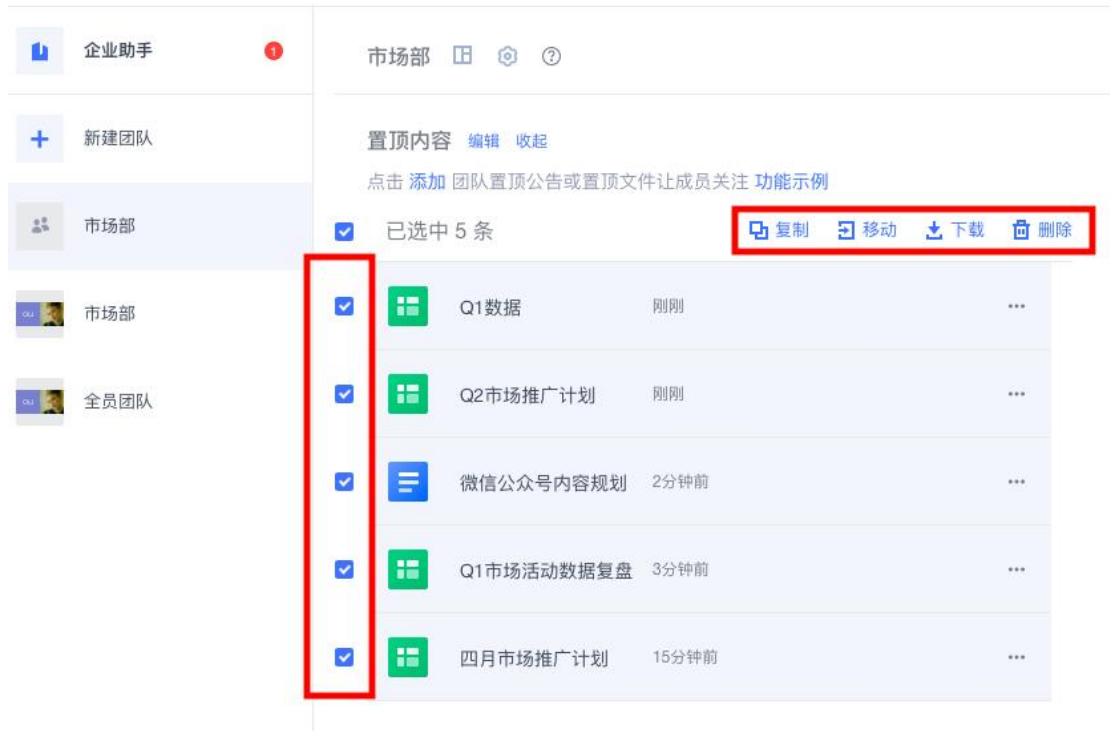 企业助手 1
新建团队
市场部
市场部
全员团队
市场部
置顶内容 编辑 收起
点击 添加 团队置顶公告或置顶文件让成员关注 功能示例
已选中 5 条 复制 移动 下载 删除
Q1数据 刚刚
Q2市场推广计划 刚刚
微信公众号内容规划 2分钟前
Q1市场活动数据复盘 3分钟前
四月市场推广计划 15分钟前